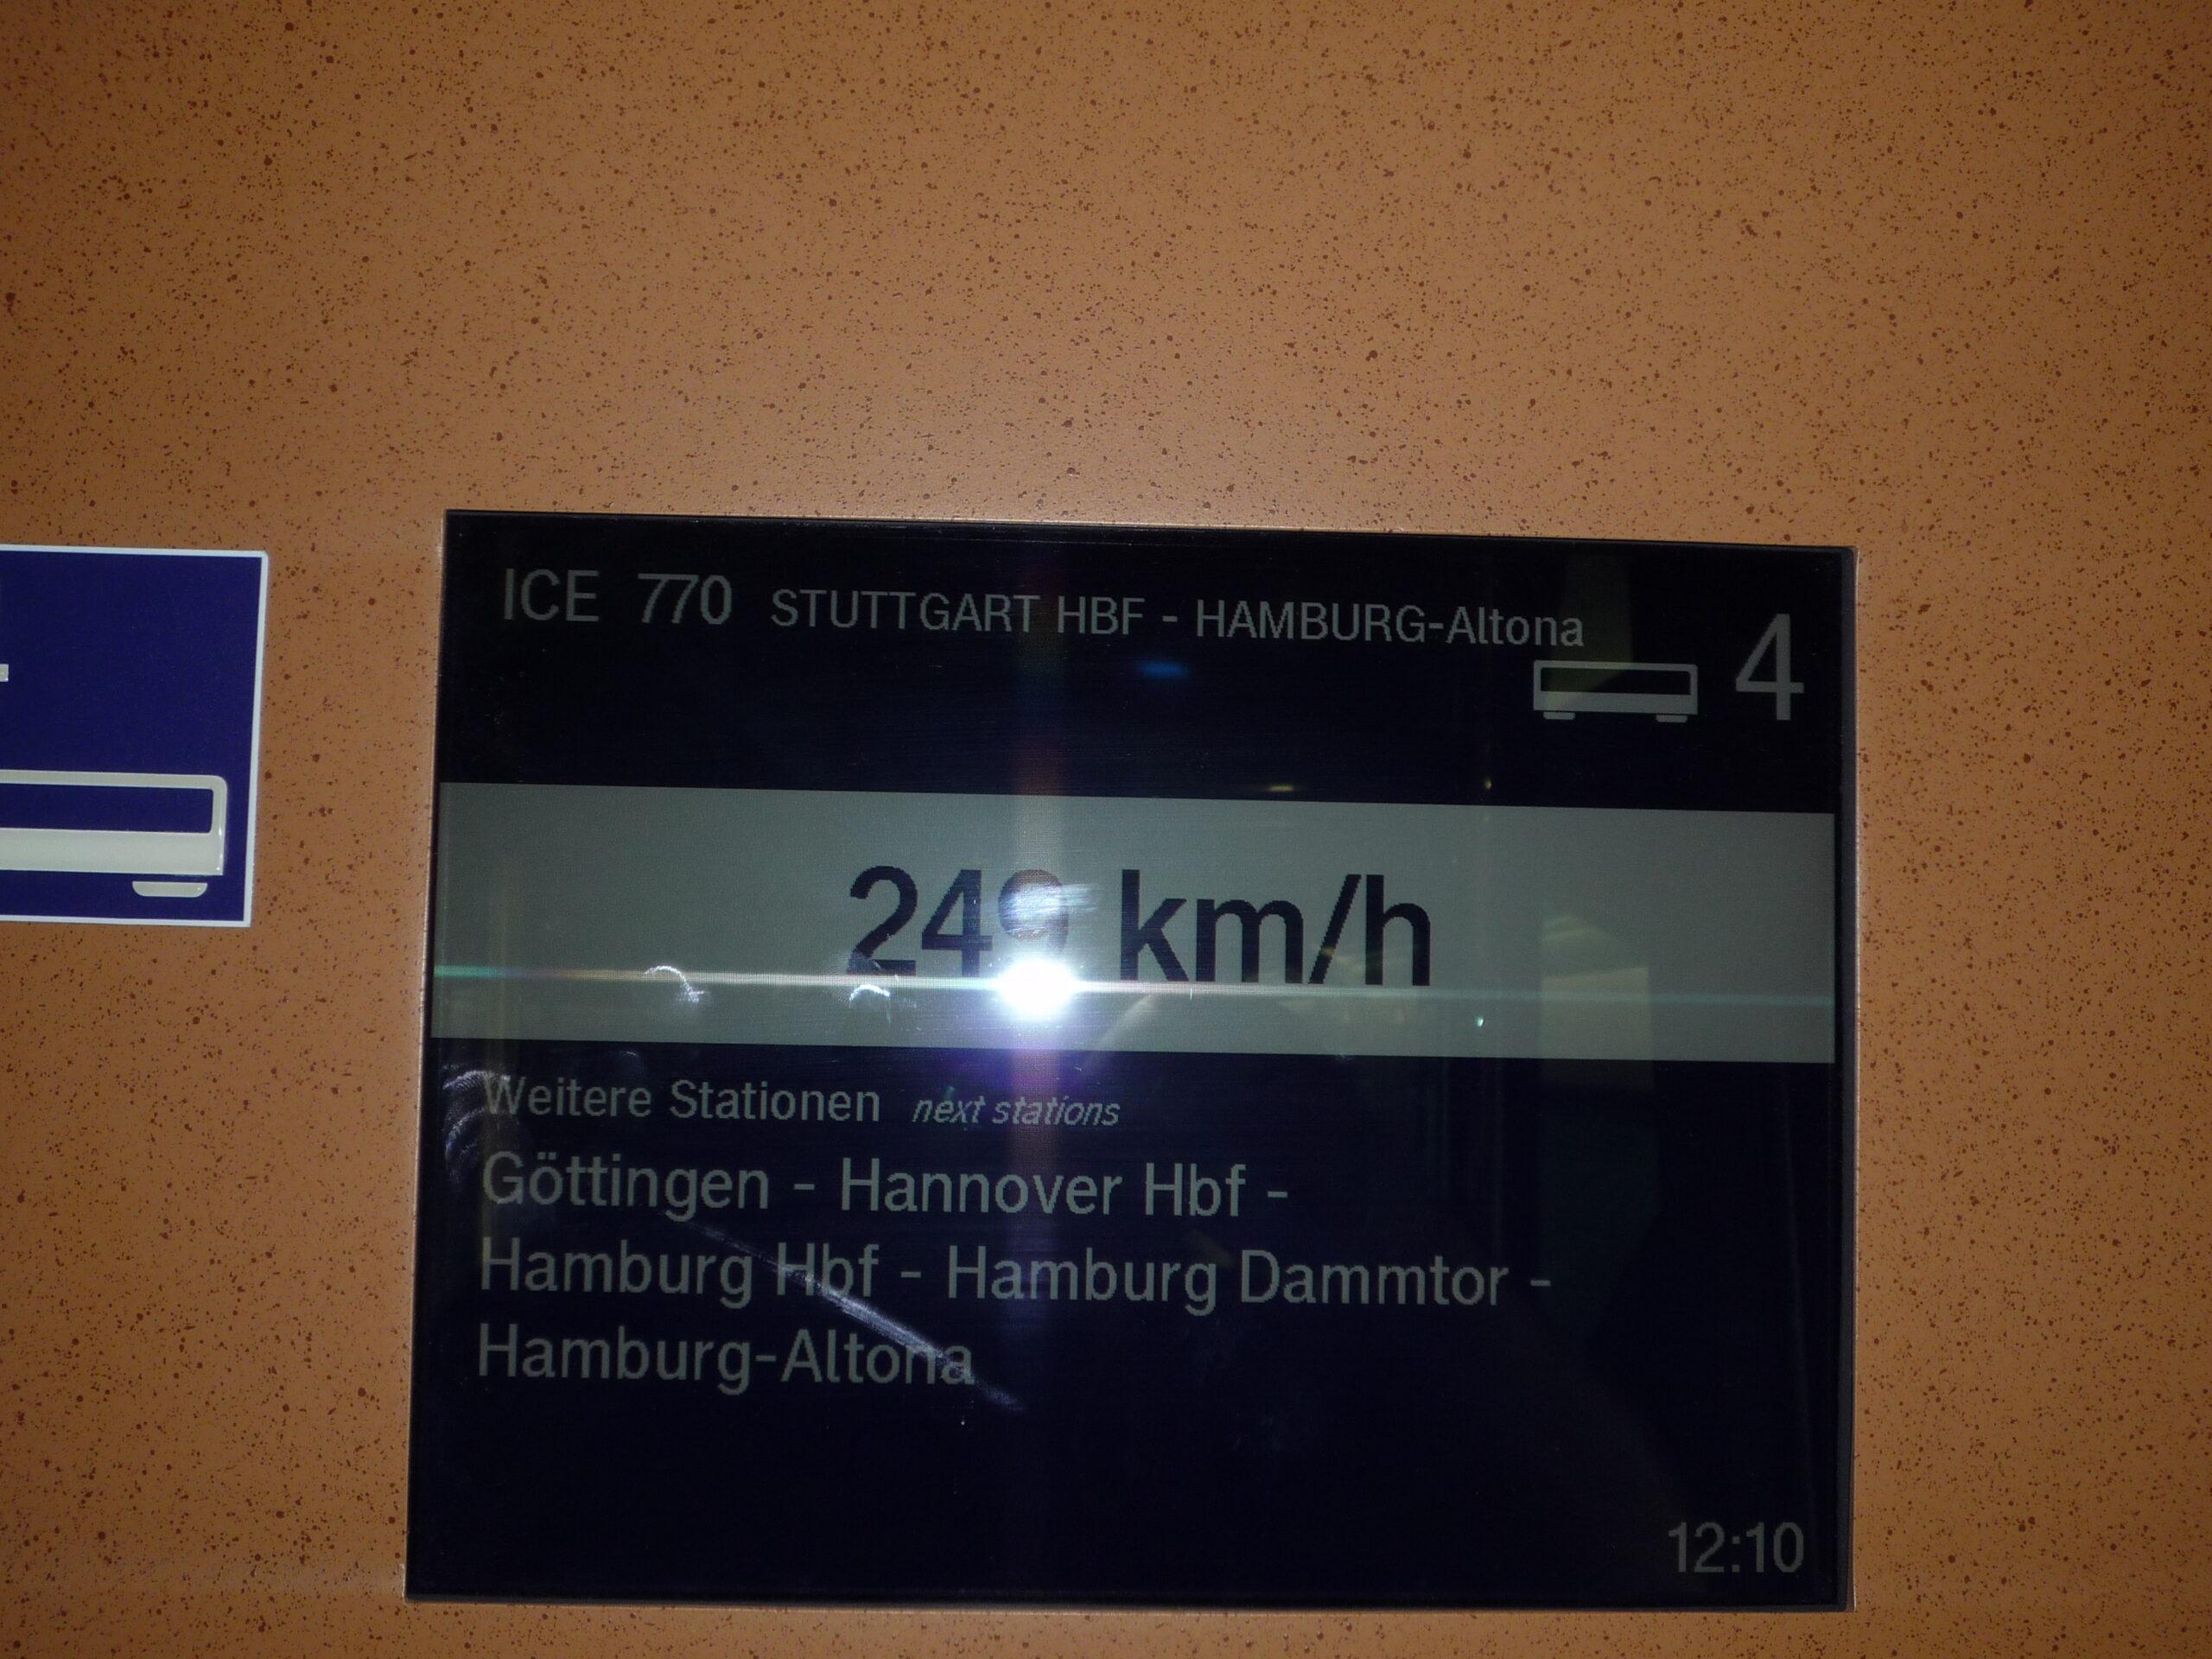 ICE 770 STUTTGART HBF - HAMBURG-Altona
4
249 km/h
Weitere Stationen next stations
Göttingen - Hannover Hbf -
Hamburg Hbf - Hamburg Dammtor -
Hamburg-Altona
12:10